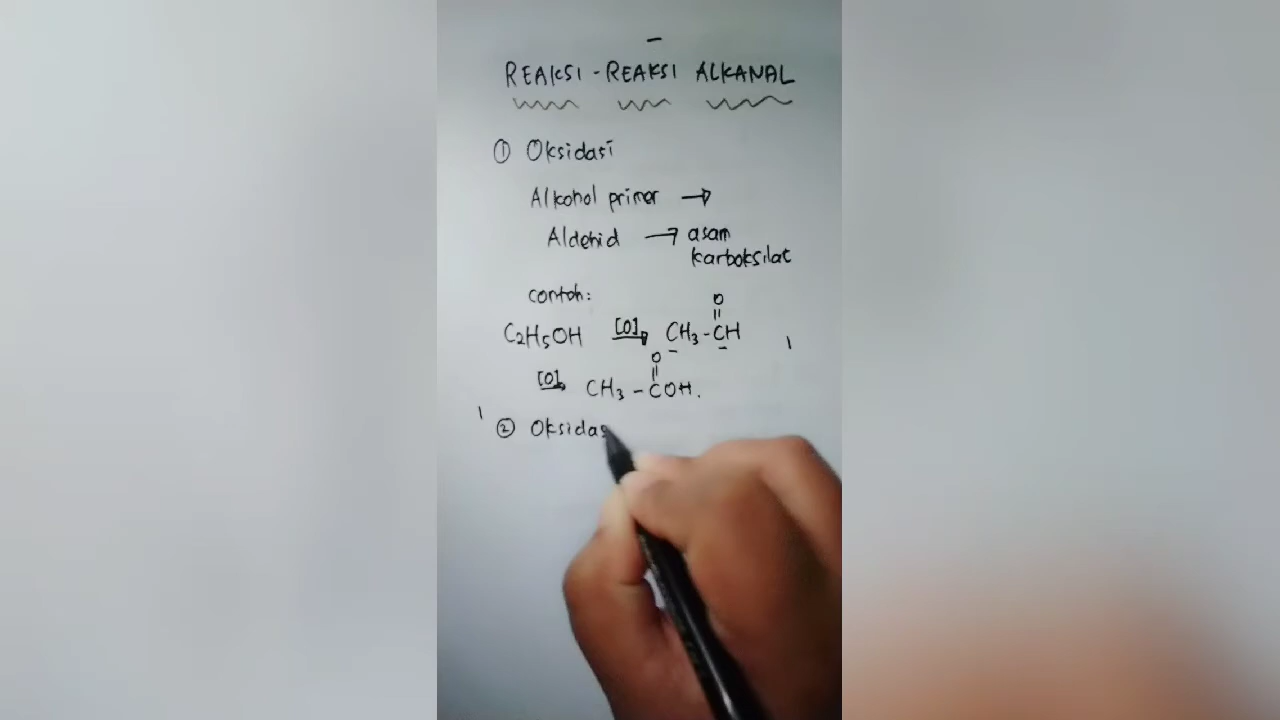 REAKSI - REAKSI ALKANAL
① Oksidasi
Alkohol primer →
Aldehid → asam
karboksilat
contoh:
O
C2H5OH [O]→ CH3 - CH
O
[O]→ CH3 - COH.
② Oksidas